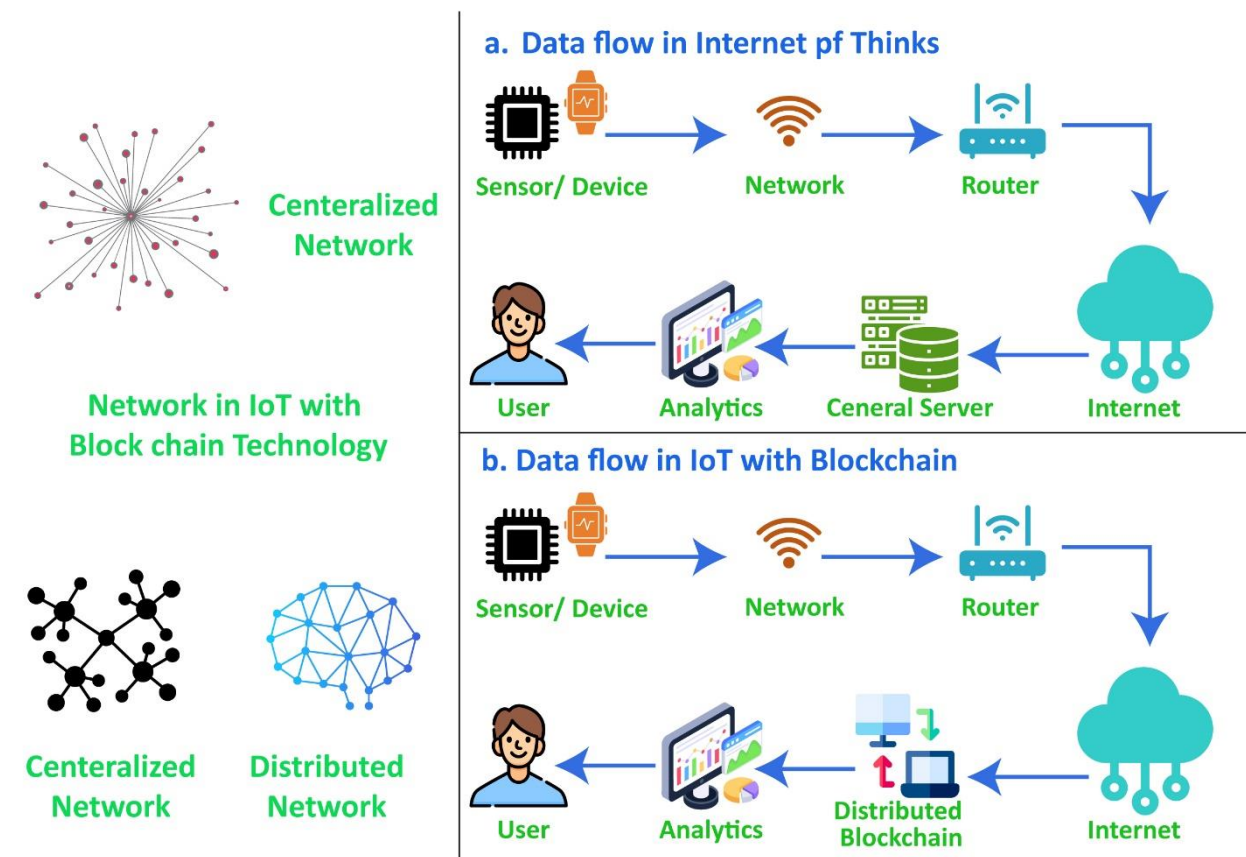 Centeralized
Network
Network in IoT with
Block chain Technology
Centeralized
Network
Distributed
Network
a. Data flow in Internet pf Thinks
Sensor/ Device
Network
Router
User
Analytics
Ceneral Server
Internet
b. Data flow in IoT with Blockchain
Sensor/ Device
Network
Router
User
Analytics
Distributed
Blockchain
Internet